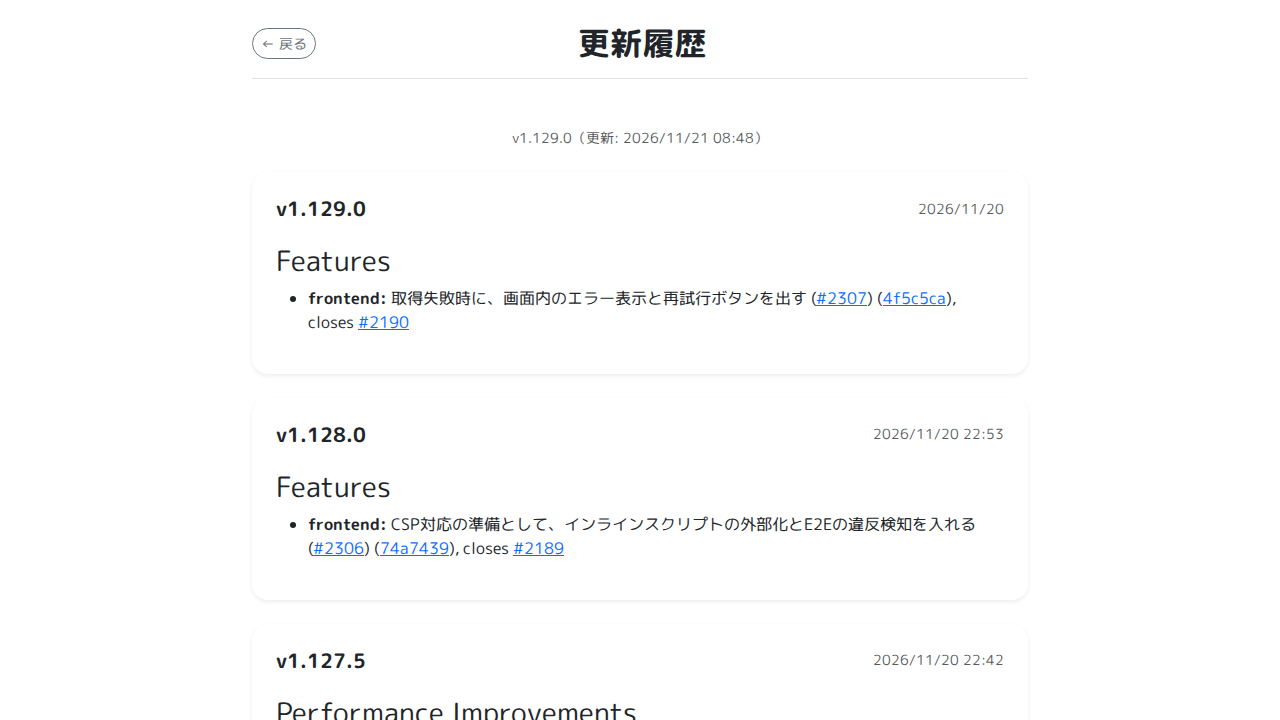 ← 戻る
更新履歴
v1.129.0（更新: 2026/11/21 08:48）
v1.129.0
2026/11/20
Features
frontend: 取得失敗時に、画面内のエラー表示と再試行ボタンを出す (#2307) (4f5c5ca),
closes #2190
v1.128.0
2026/11/20 22:53
Features
frontend: CSP対応の準備として、インラインスクリプトの外部化とE2Eの違反検知を入れる
(#2306) (74a7439), closes #2189
v1.127.5
2026/11/20 22:42
Performance Improvements